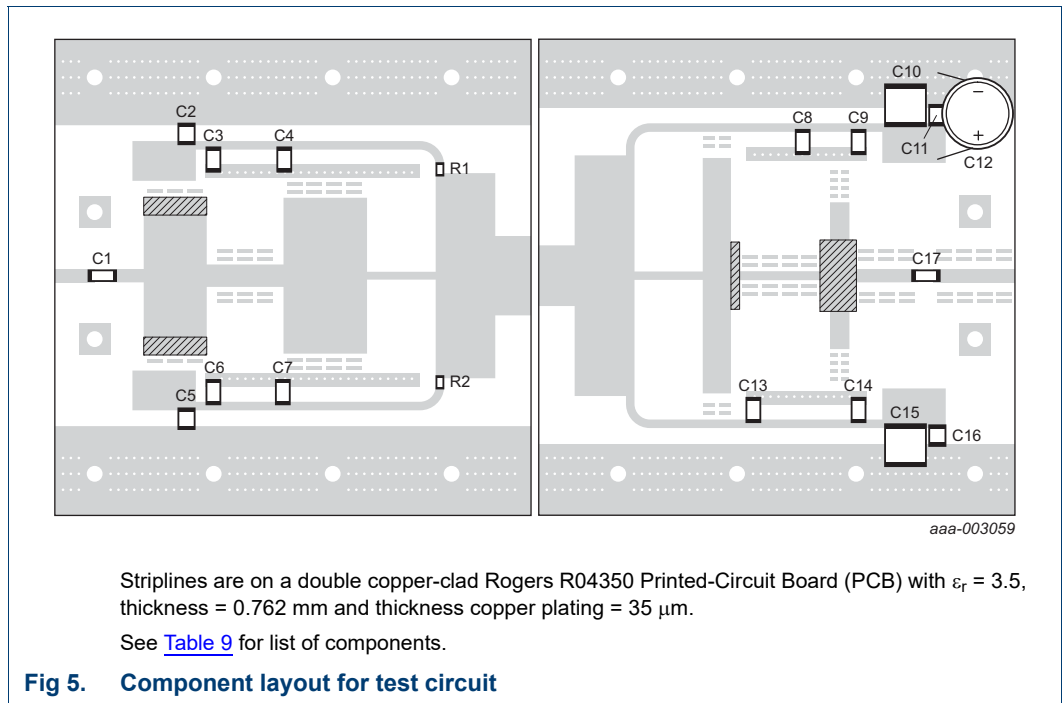 C10
C2
C3 C4 C8 C9
C11
R1 C12
C1 C17
C6 C7
R2 C13 C14
C5 C15
C16
−
+
aaa-003059
Striplines are on a double copper-clad Rogers R04350 Printed-Circuit Board (PCB) with εr = 3.5,
thickness = 0.762 mm and thickness copper plating = 35 μm.
See Table 9 for list of components.
Fig 5. Component layout for test circuit